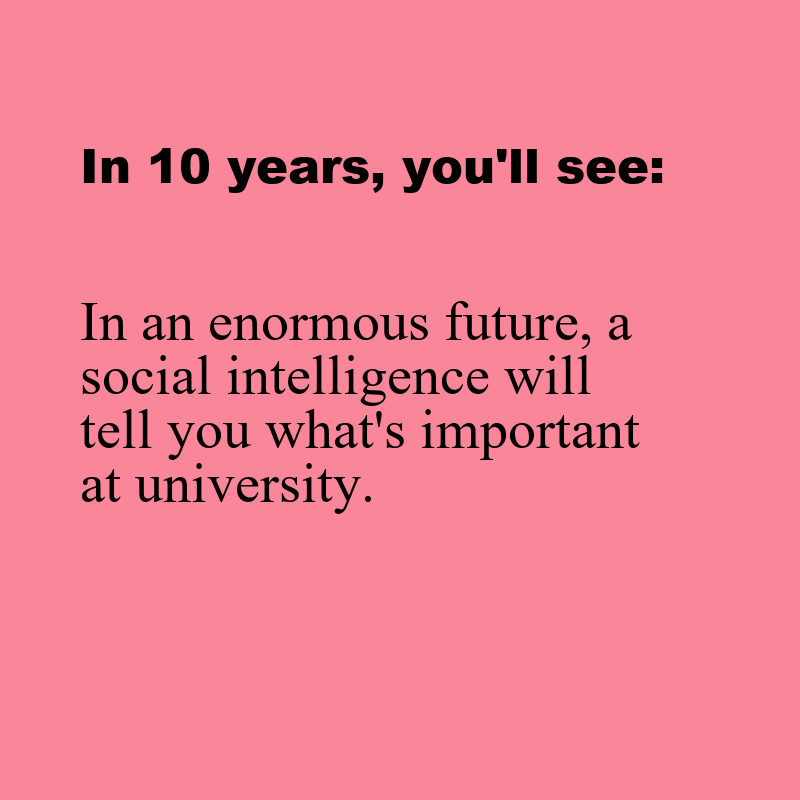 In 10 years, you'll see:
In an enormous future, a
social intelligence will
tell you what's important
at university.